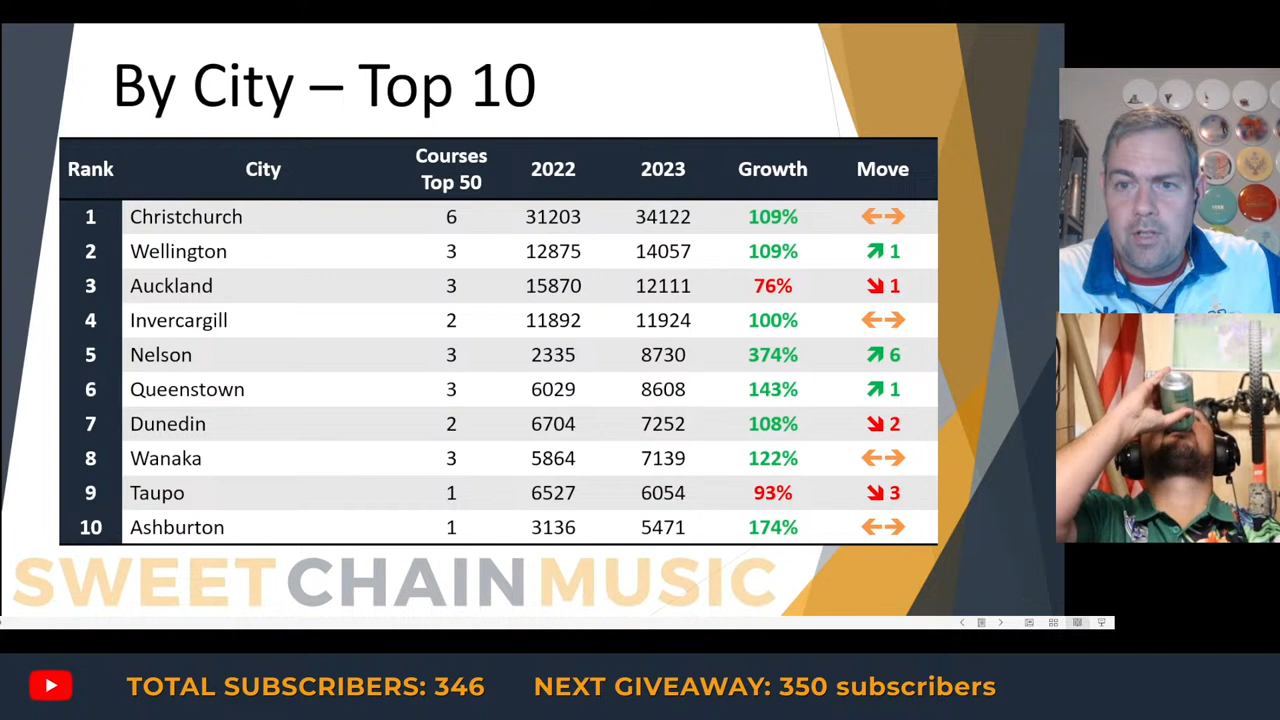 By City – Top 10
Rank City Courses Top 50 2022 2023 Growth Move
1 Christchurch 6 31203 34122 109%
2 Wellington 3 12875 14057 109% 1
3 Auckland 3 15870 12111 76% 1
4 Invercargill 2 11892 11924 100%
5 Nelson 3 2335 8730 374% 6
6 Queenstown 3 6029 8608 143% 1
7 Dunedin 2 6704 7252 108% 2
8 Wanaka 3 5864 7139 122%
9 Taupo 1 6527 6054 93% 3
10 Ashburton 1 3136 5471 174%
SWEET CHAIN MUSIC
TOTAL SUBSCRIBERS: 346 NEXT GIVEAWAY: 350 subscribers